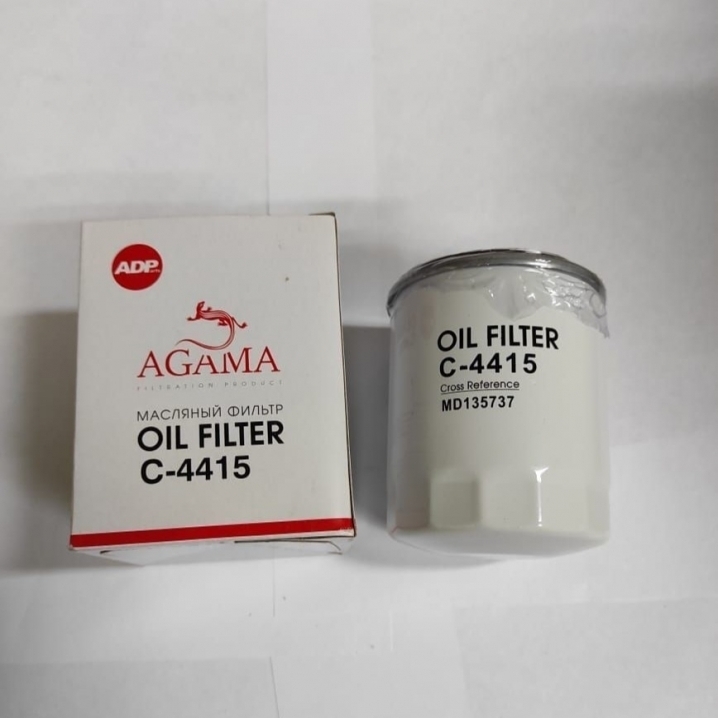 ADP
AGAMA
FILTRATION PRODUCT
МАСЛЯНЫЙ ФИЛЬТР
OIL FILTER
C-4415
OIL FILTER
C-4415
Cross Reference
MD135737